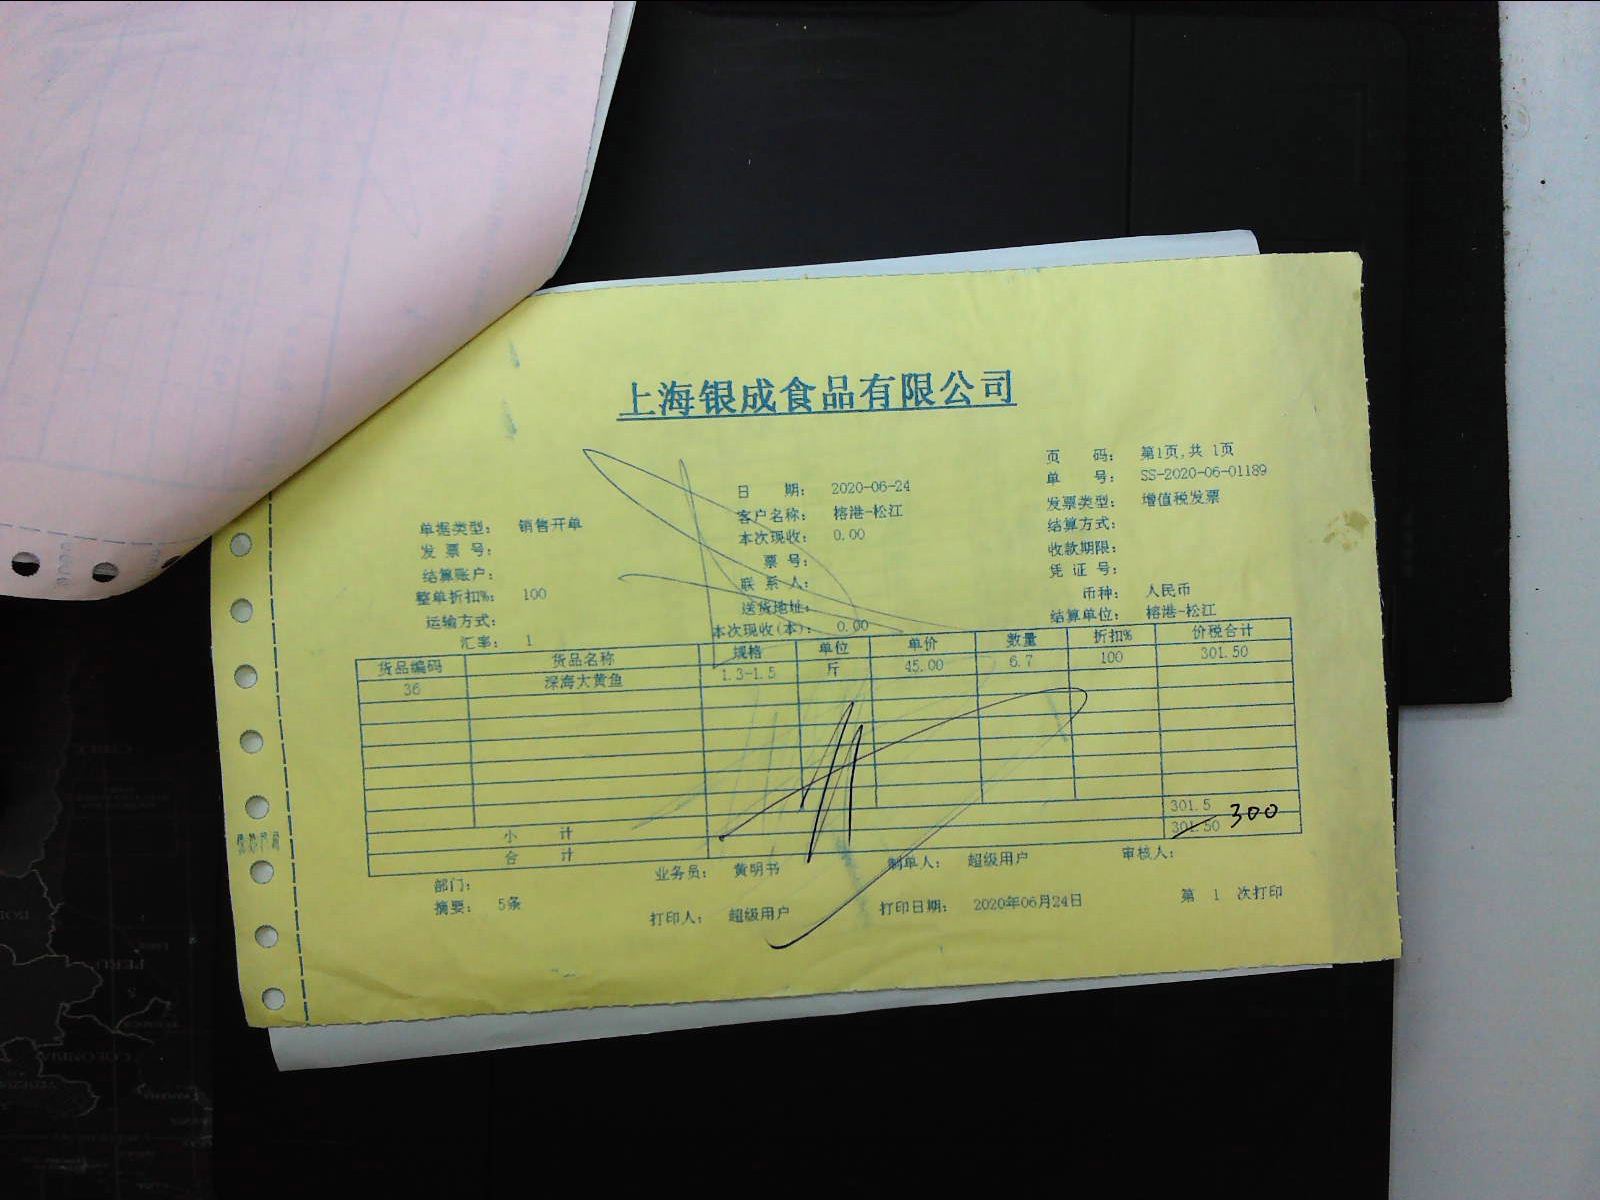 上海银成食品有限公司
页 码： 第1页,共 1页
日 期： 2020-06-24 单 号： SS-2020-06-01189
单据类型： 销售开单 客户名称： 榕港-松江 发票类型： 增值税发票
发 票 号： 本次现收： 0.00 结算方式：
结算账户： 票 号： 收款期限：
整单折扣%： 100 联 系 人： 凭 证 号：
运输方式： 送货地址： 币种： 人民币
汇率： 1 本次现收(本)： 0.00 结算单位： 榕港-松江
货品编码 货品名称 规格 单位 单价 数量 折扣% 价税合计
36 深海大黄鱼 1.3-1.5 斤 45.00 6.7 100 301.50
小 计 301.5
合 计 301.50 300
部门： 业务员： 黄明书 制单人： 超级用户 审核人：
摘要： 5条 打印人： 超级用户 打印日期： 2020年06月24日 第 1 次打印